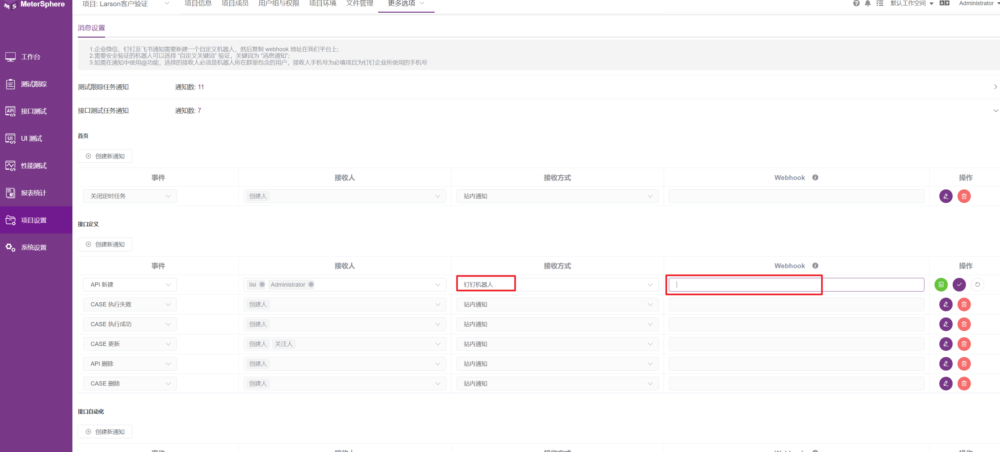 MeterSphere
项目: Larson客户验证
项目信息 项目成员 用户组与权限 项目环境 文件管理 更多选项
默认工作空间 Administrator
工作台
测试跟踪
接口测试
UI 测试
性能测试
报表统计
项目设置
系统设置
消息设置
1.企业微信、钉钉及飞书通知需要新建一个自定义机器人，然后复制 webhook 地址在我们平台上;
2.需要安全验证的机器人可以选择 “自定义关键词” 验证，关键词为 “消息通知”;
3.如需在通知中使用@功能，选择的接收人必须是机器人所在群里包含的用户，接收人手机号为必填项目为钉钉企业所使用的手机号
测试跟踪任务通知 通知数: 11
接口测试任务通知 通知数: 7
首页
创建新通知
事件 接收人 接收方式 Webhook 操作
关闭定时任务 创建人 站内通知
接口定义
创建新通知
事件 接收人 接收方式 Webhook 操作
API 新建 lisi Administrator 钉钉机器人
CASE 执行失败 创建人 站内通知
CASE 执行成功 创建人 站内通知
CASE 更新 创建人 关注人 站内通知
API 删除 创建人 站内通知
CASE 删除 创建人 站内通知
接口自动化
创建新通知
事件 接收人 接收方式 Webhook 操作